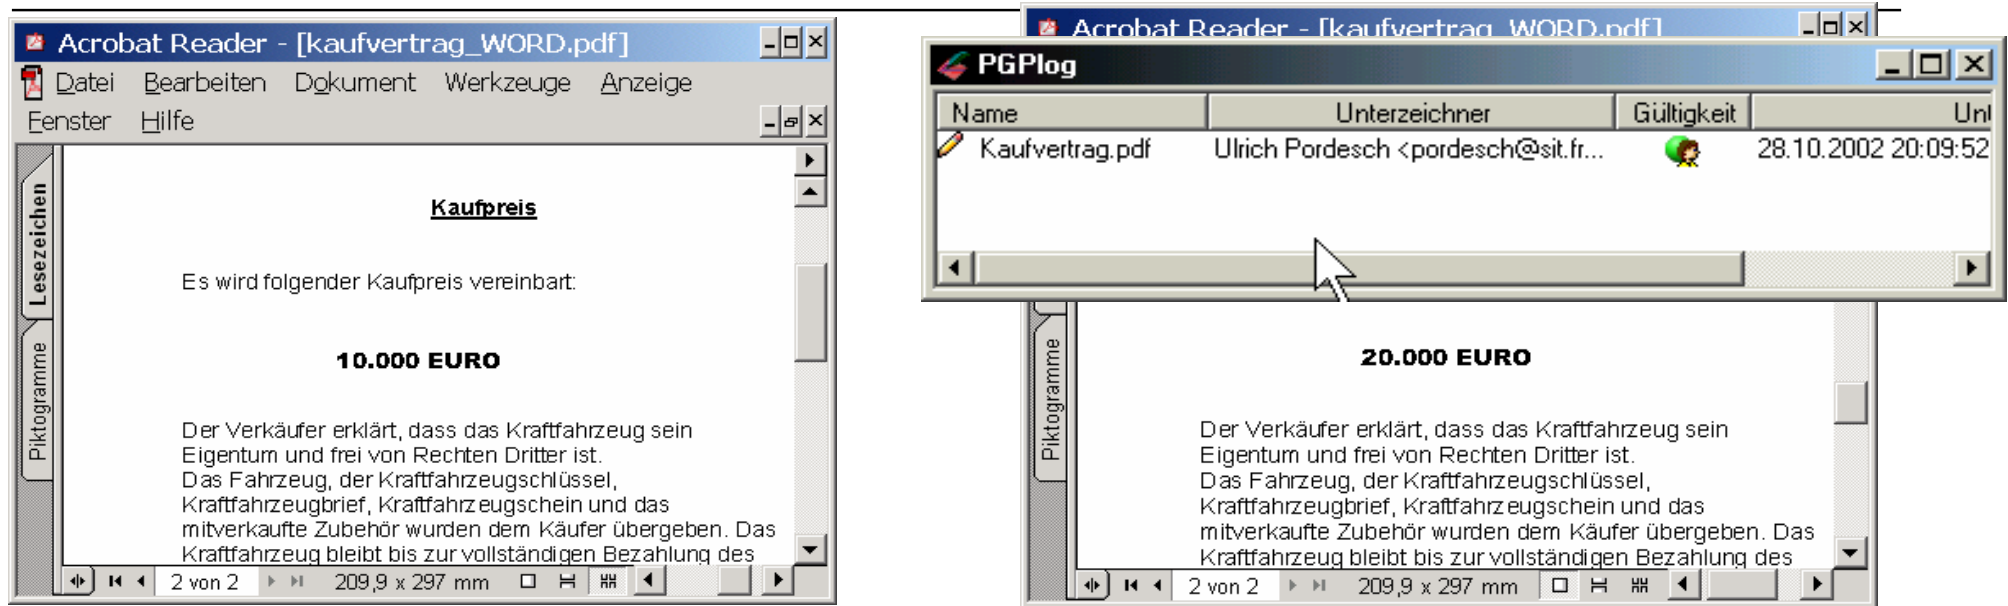 Acrobat Reader - [kaufvertrag_WORD.pdf]
Datei Bearbeiten Dokument Werkzeuge Anzeige
Fenster Hilfe
Lesezeichen
Piktogramme
Kaufpreis
Es wird folgender Kaufpreis vereinbart:
10.000 EURO
Der Verkäufer erklärt, dass das Kraftfahrzeug sein
Eigentum und frei von Rechten Dritter ist.
Das Fahrzeug, der Kraftfahrzeugschlüssel,
Kraftfahrzeugbrief, Kraftfahrzeugschein und das
mitverkaufte Zubehör wurden dem Käufer übergeben. Das
Kraftfahrzeug bleibt bis zur vollständigen Bezahlung des
2 von 2 209,9 x 297 mm
Acrobat Reader - [kaufvertrag_WORD.pdf]
PGPlog
Name Unterzeichner Gültigkeit Unt
Kaufvertrag.pdf Ulrich Pordesch <pordesch@sit.fr... 28.10.2002 20:09:52
Piktogramme
20.000 EURO
Der Verkäufer erklärt, dass das Kraftfahrzeug sein
Eigentum und frei von Rechten Dritter ist.
Das Fahrzeug, der Kraftfahrzeugschlüssel,
Kraftfahrzeugbrief, Kraftfahrzeugschein und das
mitverkaufte Zubehör wurden dem Käufer übergeben. Das
Kraftfahrzeug bleibt bis zur vollständigen Bezahlung des
2 von 2 209,9 x 297 mm